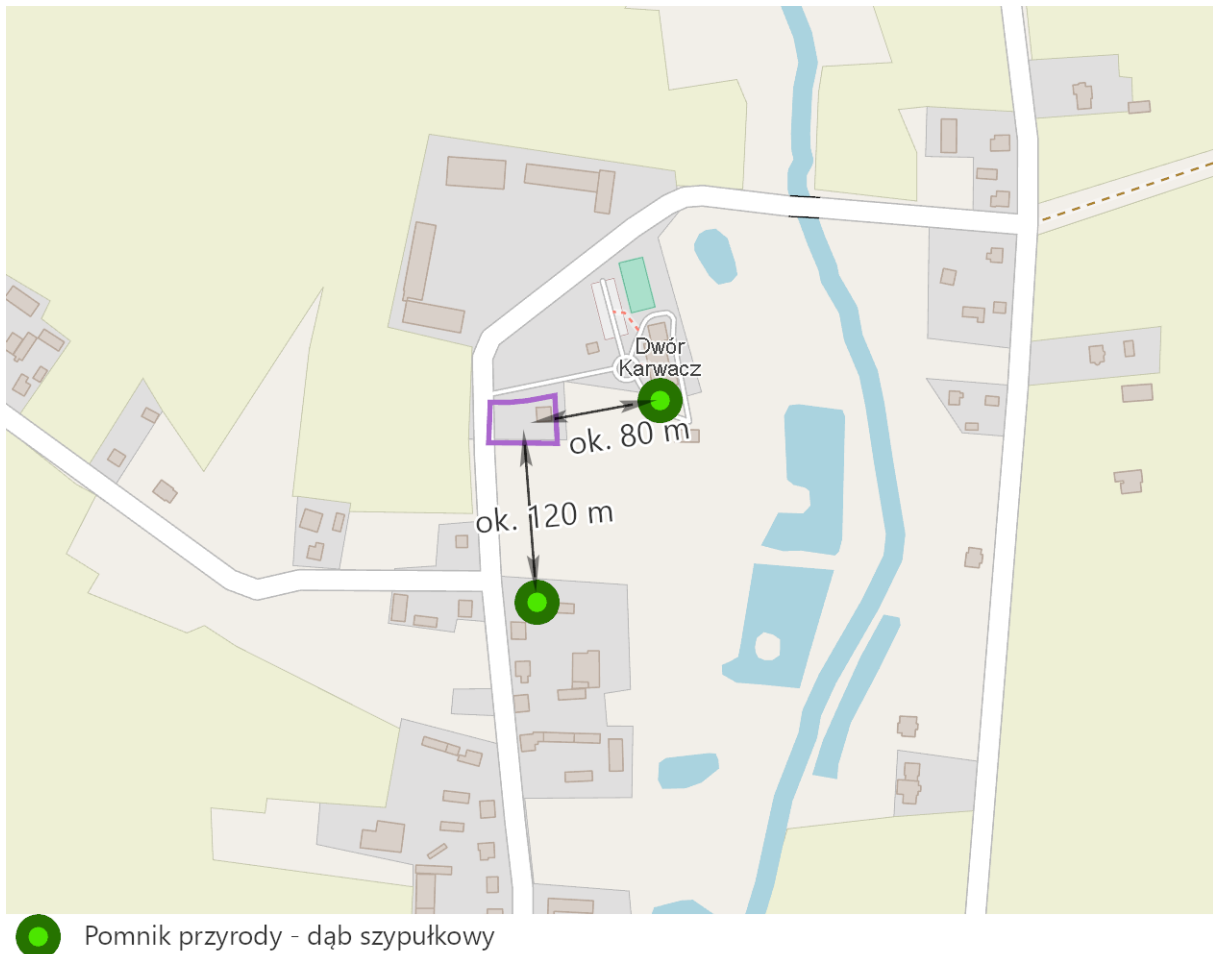 Dwór
Karwacz
ok. 80 m
ok. 120 m
Pomnik przyrody - dąb szypułkowy